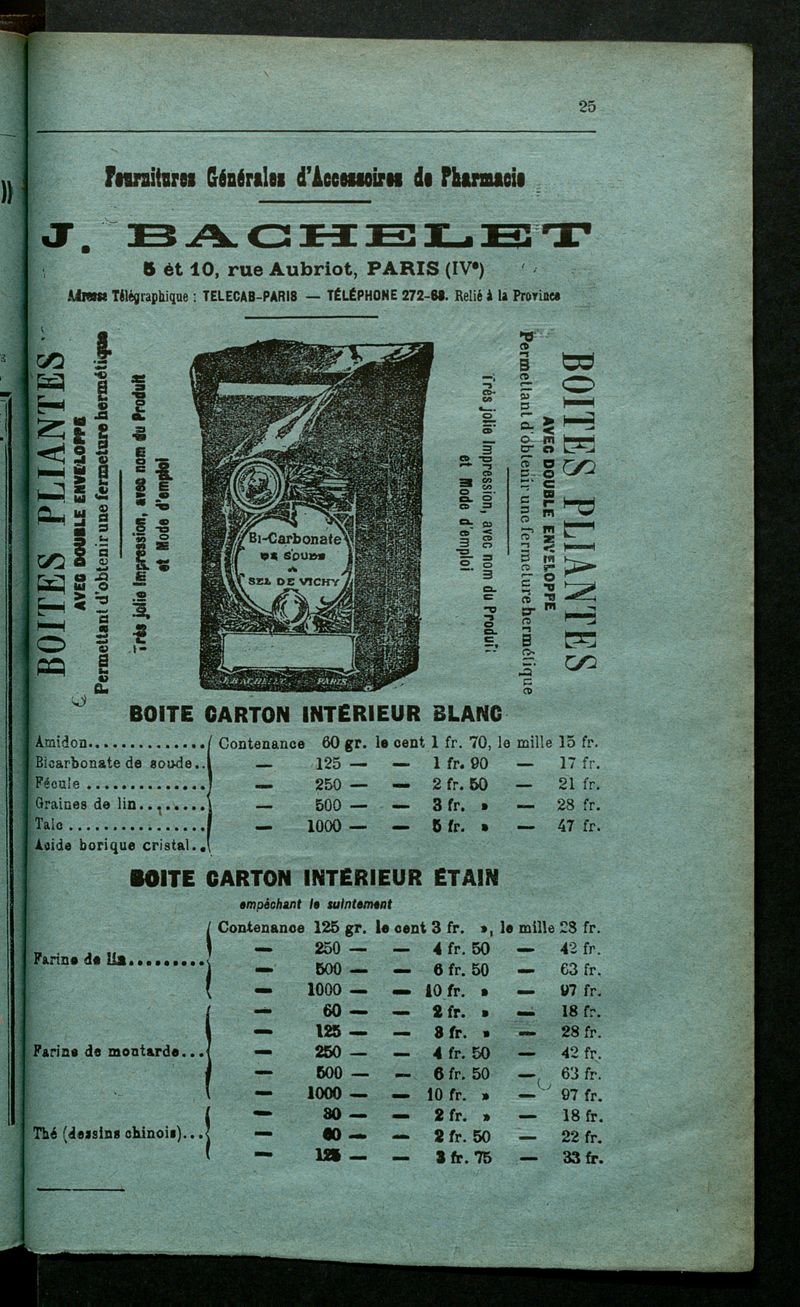 25
Fournitures Générales d'Accessoires de Pharmacie
J. BACHELET
5 et 10, rue Aubriot, PARIS (IVe)
Adresse Télégraphique : TELECAB-PARIS — TÉLÉPHONE 272-68. Relié à la Province
BOITES PLIANTES
AVEC DOUBLE ENVELOPPE
Permettant d'obtenir une fermeture hermétique
Très jolie Impression, avec nom du Produit
et Mode d'emploi
Bi-Carbonate
DE SOUDE
SEL DE VICHY
J. BACHELET. PARIS.
Très jolie Impression, avec nom du Produit
et Mode d'emploi
Permettant d'obtenir une fermeture hermétique
AVEC DOUBLE ENVELOPPE
BOITES PLIANTES
BOITE CARTON INTÉRIEUR BLANC
Amidon.............. Contenance 60 gr. le cent 1 fr. 70, le mille 15 fr.
Bicarbonate de soude.. — 125 — — 1 fr. 90 — 17 fr.
Fécule.............. — 250 — — 2 fr. 50 — 21 fr.
Graines de lin........ — 500 — — 3 fr. » — 28 fr.
Talc................ — 1000 — — 5 fr. » — 47 fr.
Acide borique cristal..
BOITE CARTON INTÉRIEUR ÉTAIN
empêchant le suintement
Contenance 125 gr. le cent 3 fr. », le mille 28 fr.
— 250 — — 4 fr. 50 — 42 fr.
Farine de lin..........
— 500 — — 6 fr. 50 — 63 fr.
— 1000 — — 10 fr. » — 97 fr.
— 60 — — 2 fr. » — 18 fr.
— 125 — — 3 fr. » — 28 fr.
Farine de moutarde... — 250 — — 4 fr. 50 — 42 fr.
— 500 — — 6 fr. 50 — 63 fr.
— 1000 — — 10 fr. » — 97 fr.
— 30 — — 2 fr. » — 18 fr.
Thé (dessins chinois)... — 60 — — 2 fr. 50 — 22 fr.
— 125 — — 3 fr. 75 — 33 fr.